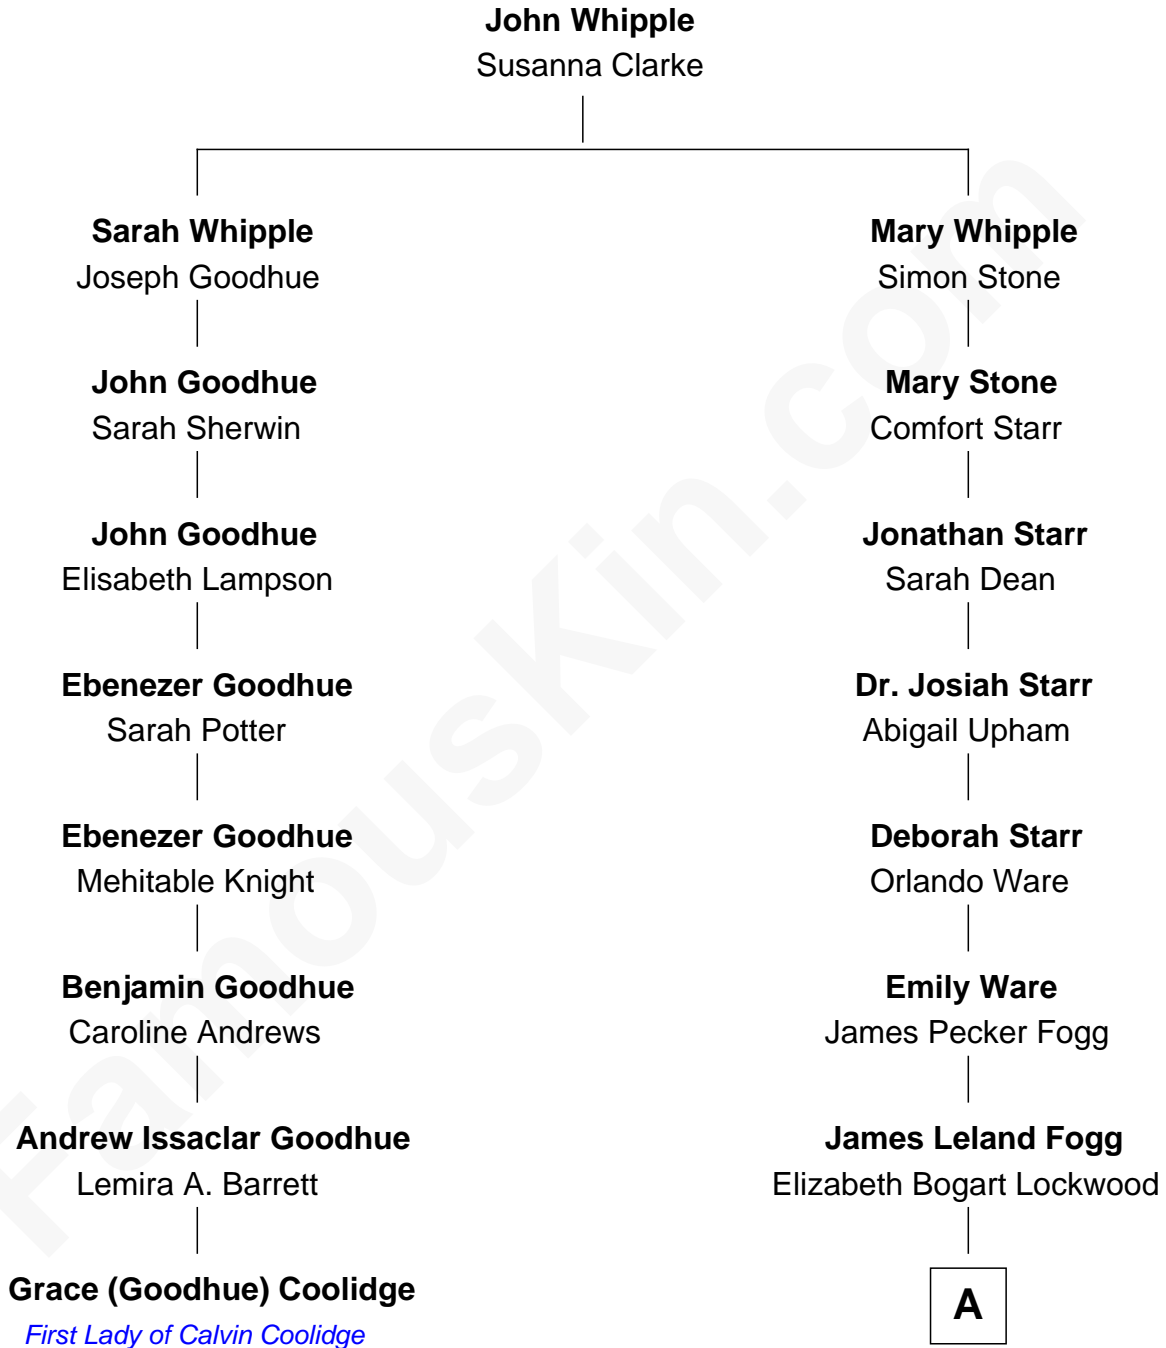 John Whipple
Susanna Clarke
Sarah Whipple
Joseph Goodhue
Mary Whipple
Simon Stone
John Goodhue
Sarah Sherwin
Mary Stone
Comfort Starr
John Goodhue
Elisabeth Lampson
Jonathan Starr
Sarah Dean
Ebenezer Goodhue
Sarah Potter
Dr. Josiah Starr
Abigail Upham
Ebenezer Goodhue
Mehitable Knight
Deborah Starr
Orlando Ware
Benjamin Goodhue
Caroline Andrews
Emily Ware
James Pecker Fogg
Andrew Issaclar Goodhue
Lemira A. Barrett
James Leland Fogg
Elizabeth Bogart Lockwood
Grace (Goodhue) Coolidge
First Lady of Calvin Coolidge
A
FamousKin.com